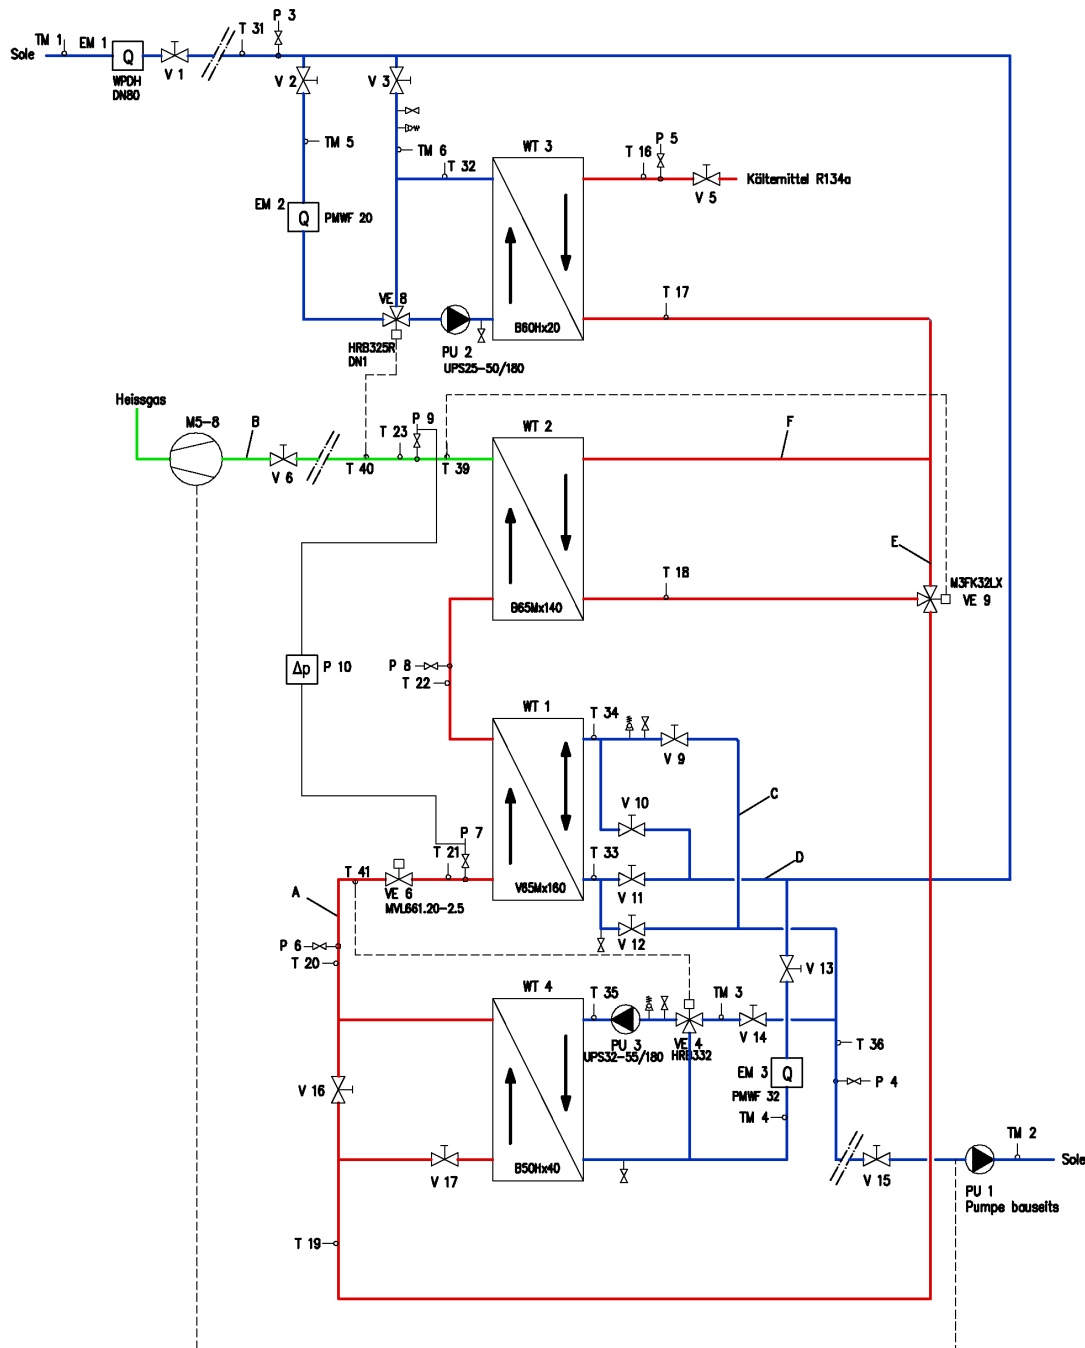 P 3
TM 1
EM 1
T 31
Sole
Q
V 1
WPDH
DN80
V 2
V 3
TM 5
TM 6
WT 3
P 5
T 16
T 32
Kältemittel R134a
V 5
EM 2
Q
PMWF 20
T 17
VE 8
B60Hx20
HRB325R
DN1
PU 2
UPS25-50/180
Heissgas
M5-8
B
P 9
T 23
WT 2
F
T 40
T 39
V 6
E
T 18
M3FK32LX
VE 9
B65Mx140
P 8
Δp
P 10
T 22
WT 1
T 34
V 9
C
V 10
P 7
T 21
T 33
D
T 41
A
VE 6
MVL661.20-2.5
V65Mx160
V 11
P 6
V 12
T 20
V 13
WT 4
T 35
TM 3
PU 3
UPS32-55/180
VE 4
HRB332
V 14
T 36
EM 3
Q
P 4
PMWF 32
V 16
TM 4
TM 2
B50Hx40
Sole
V 17
V 15
PU 1
Pumpe bauseits
T 19